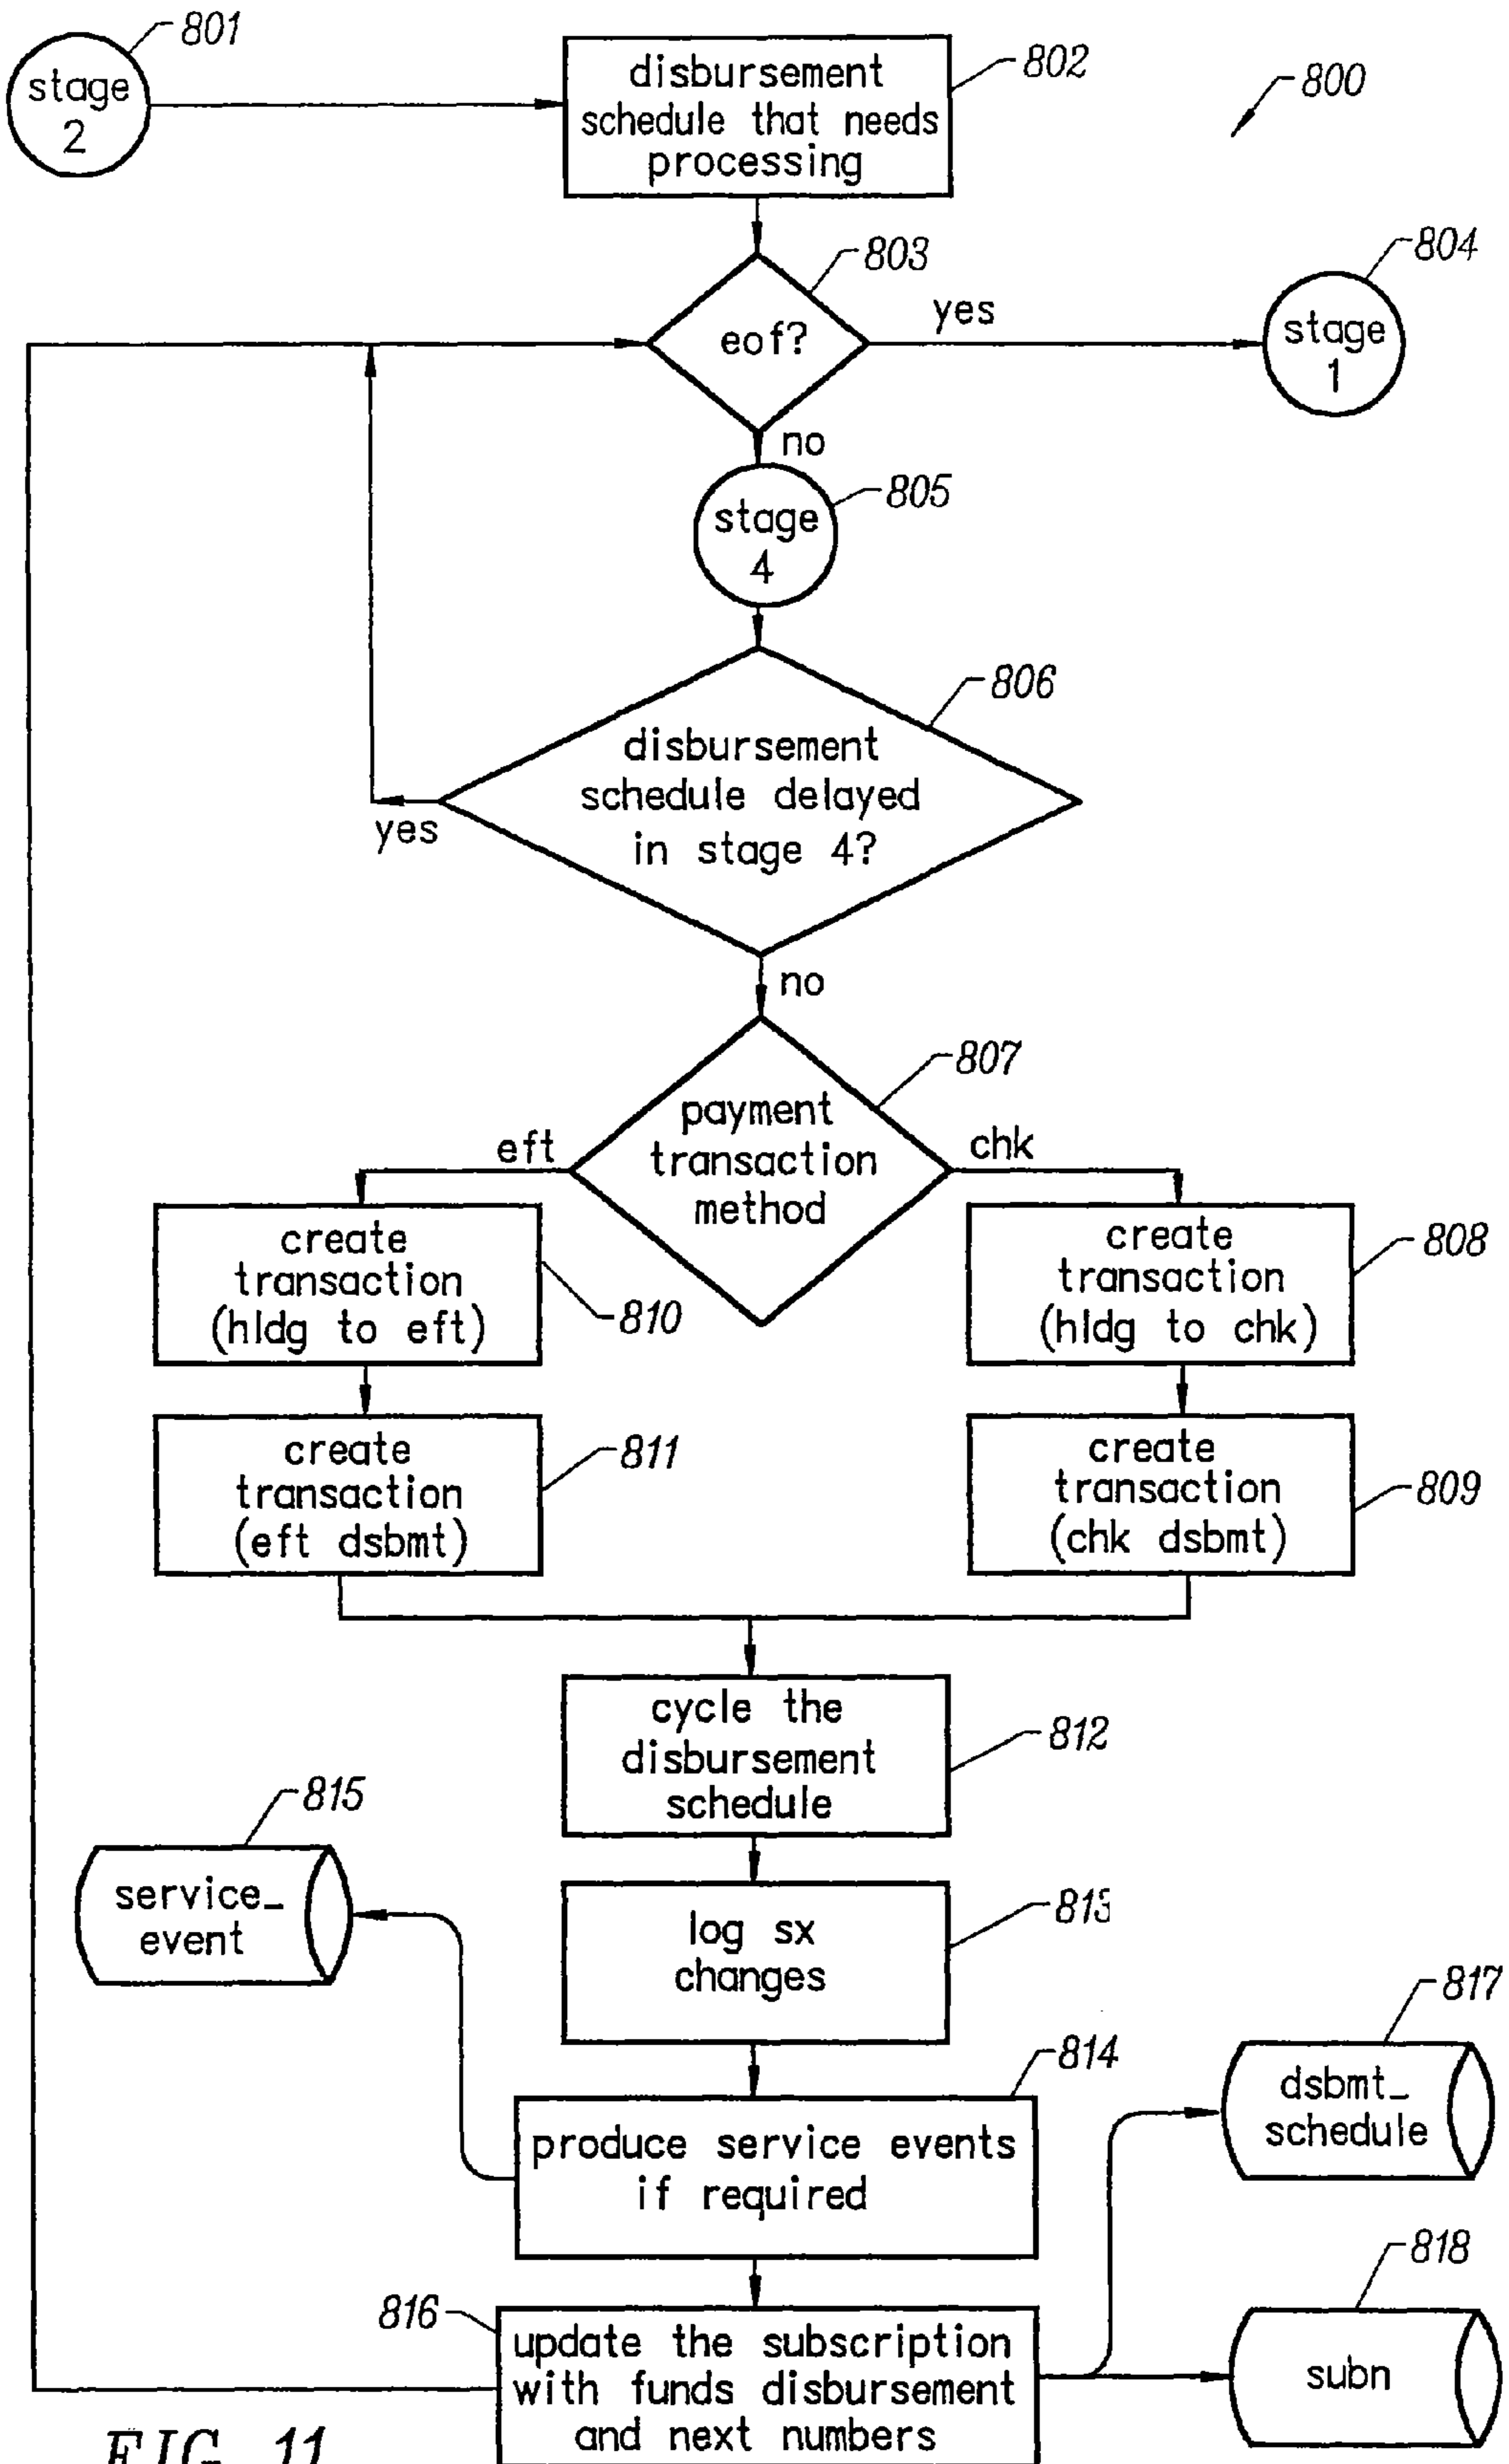 801
stage
2
disbursement
schedule that needs
processing
802
800
803
eof?
yes
804
stage
1
no
805
stage
4
806
disbursement
schedule delayed
in stage 4?
yes
no
807
payment
transaction
method
eft
chk
create
transaction
(hldg to eft)
810
create
transaction
(hldg to chk)
808
create
transaction
(eft dsbmt)
811
create
transaction
(chk dsbmt)
809
cycle the
disbursement
schedule
812
815
service_
event
log sx
changes
813
814
produce service events
if required
817
dsbmt_
schedule
816
update the subscription
with funds disbursement
and next numbers
818
subn
FIG. 11